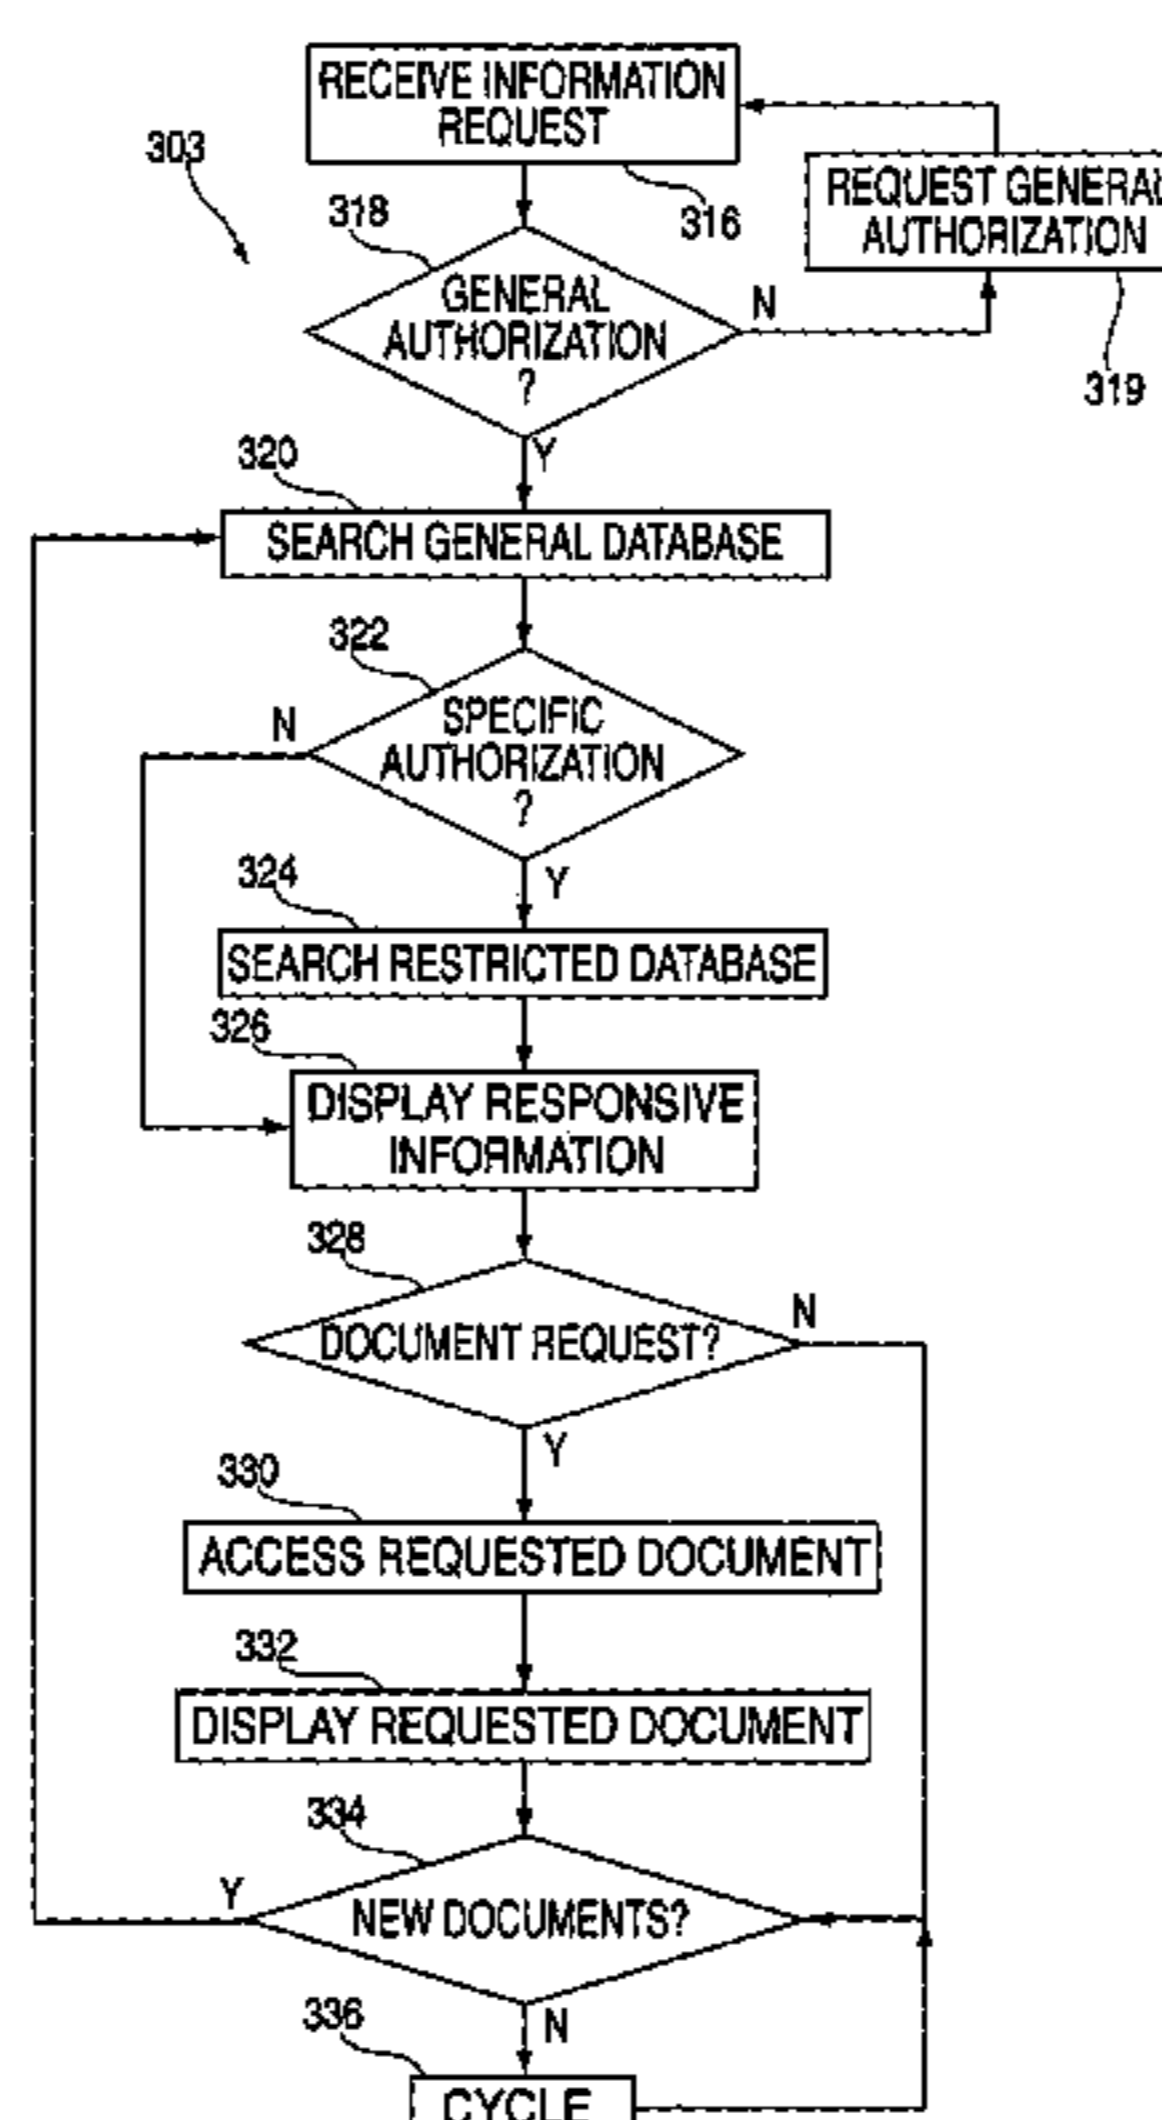 RECEIVE INFORMATION
REQUEST
303
316
REQUEST GENERAL
AUTHORIZATION
319
318
GENERAL
AUTHORIZATION
?
N
Y
320
SEARCH GENERAL DATABASE
322
SPECIFIC
AUTHORIZATION
?
N
Y
324
SEARCH RESTRICTED DATABASE
326
DISPLAY RESPONSIVE
INFORMATION
328
DOCUMENT REQUEST?
N
Y
330
ACCESS REQUESTED DOCUMENT
332
DISPLAY REQUESTED DOCUMENT
334
NEW DOCUMENTS?
Y
N
336
CYCLE